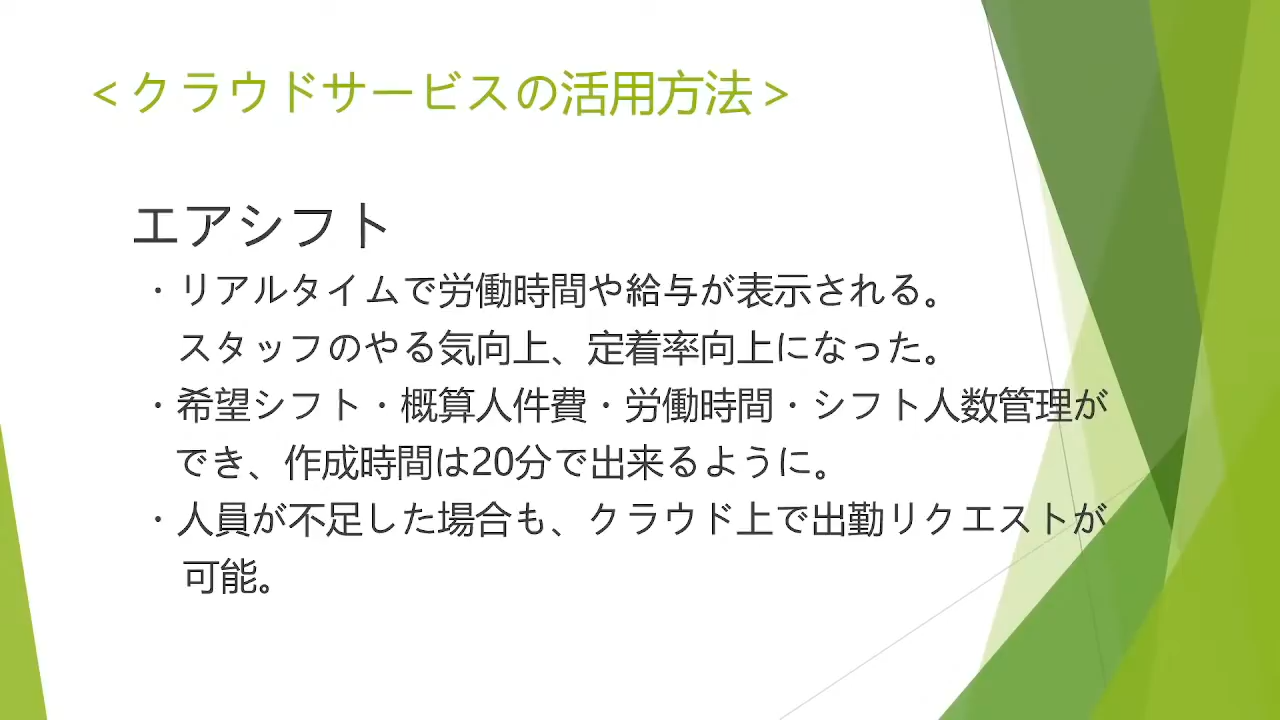 ＜クラウドサービスの活用方法＞
エアシフト
・リアルタイムで労働時間や給与が表示される。
スタッフのやる気向上、定着率向上になった。
・希望シフト・概算人件費・労働時間・シフト人数管理が
でき、作成時間は20分で出来るように。
・人員が不足した場合も、クラウド上で出勤リクエストが
可能。